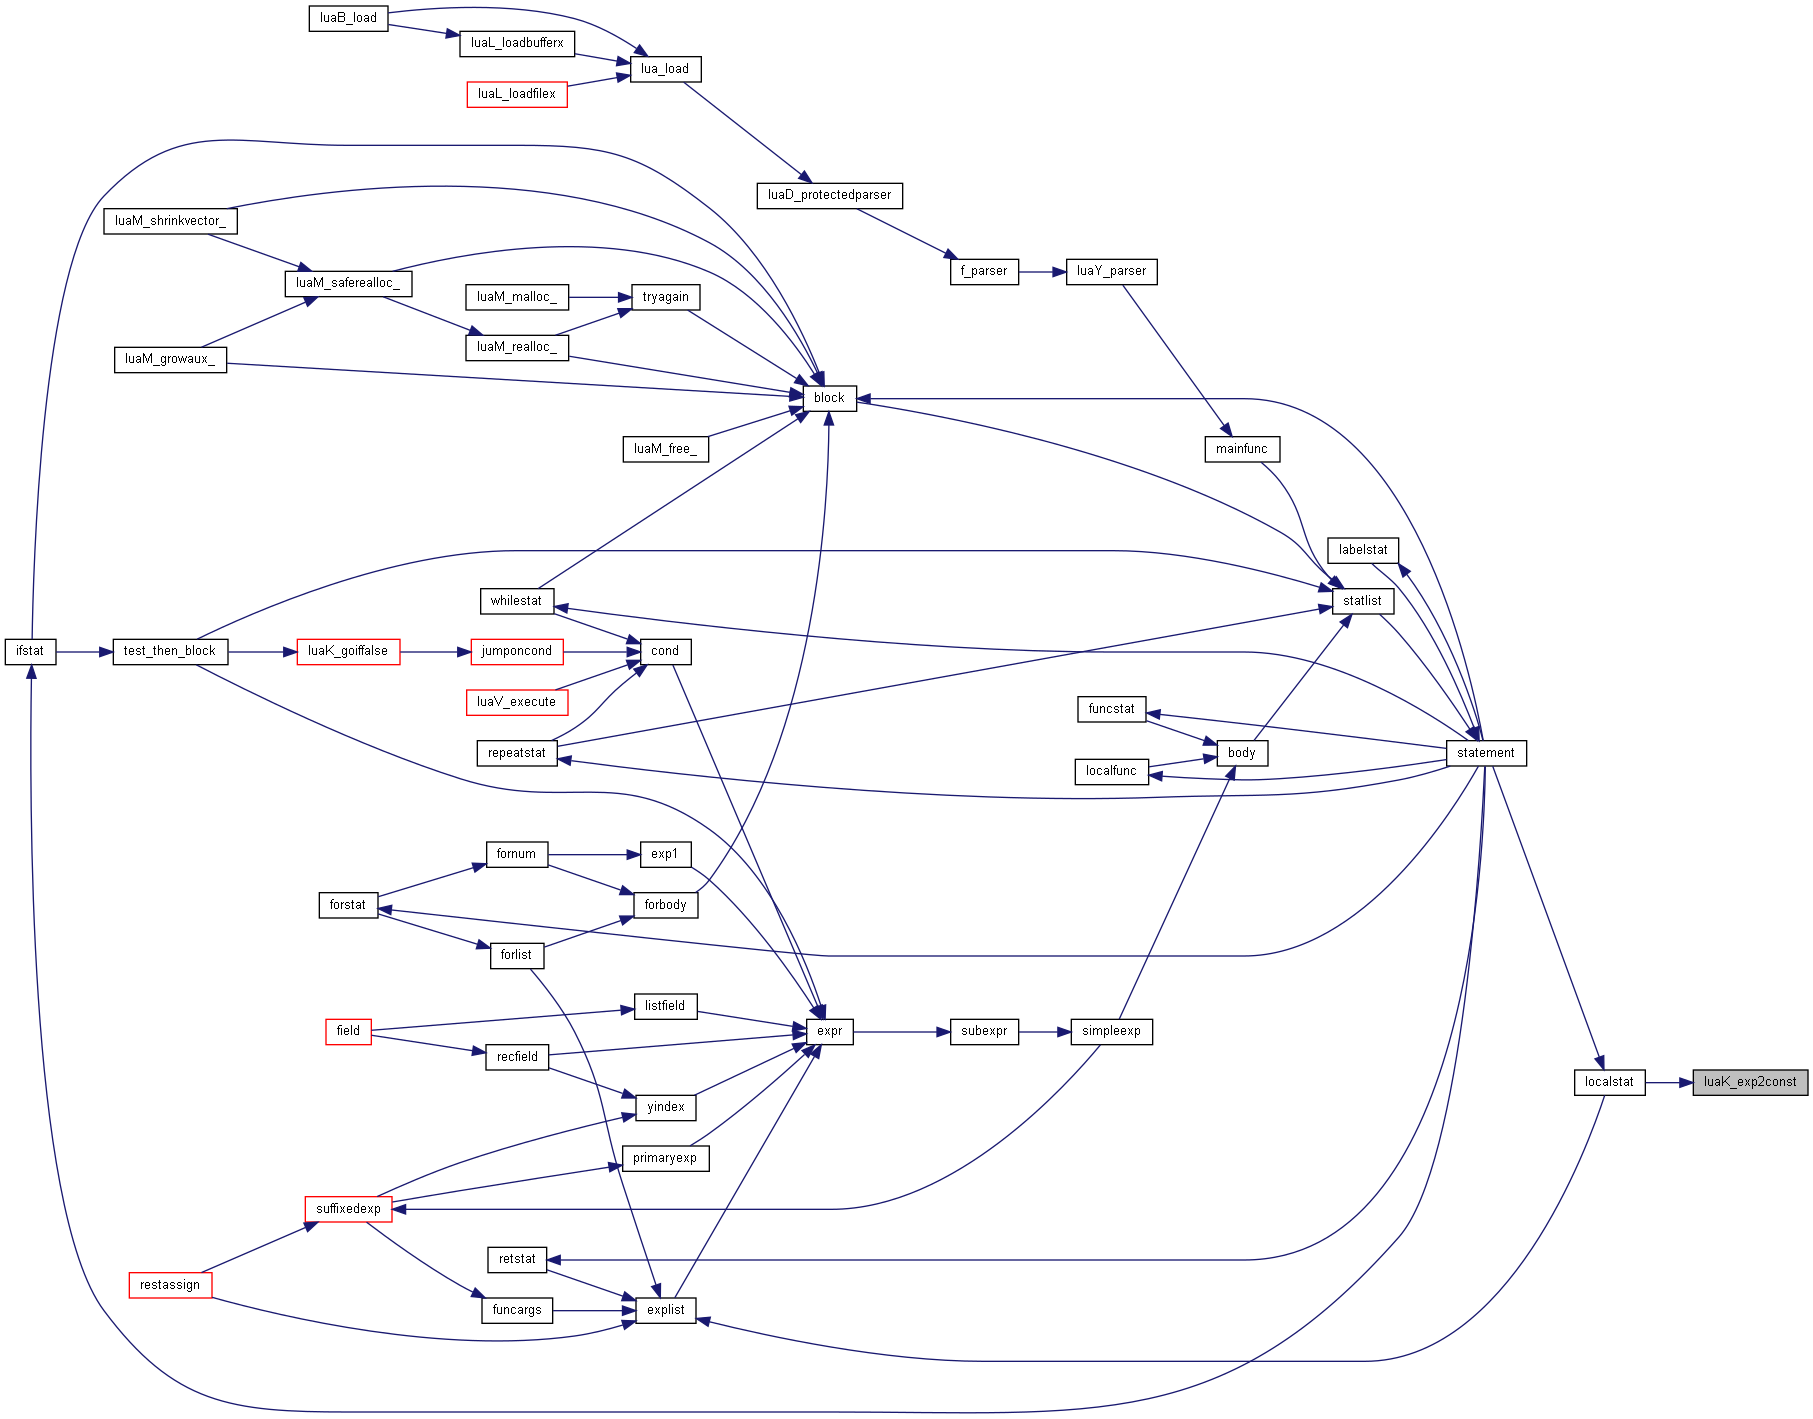 luaB_load
luaL_loadbufferx
lua_load
luaL_loadfilex
luaD_protectedparser
luaM_shrinkvector_
f_parser
luaY_parser
luaM_saferealloc_
luaM_malloc_
tryagain
luaM_realloc_
luaM_growaux_
block
luaM_free_
mainfunc
labelstat
whilestat
statlist
ifstat
test_then_block
luaK_goiffalse
jumponcond
cond
luaV_execute
funcstat
repeatstat
body
statement
localfunc
fornum
exp1
forstat
forbody
forlist
listfield
field
expr
subexpr
simpleexp
recfield
localstat
luaK_exp2const
yindex
primaryexp
suffixedexp
retstat
restassign
funcargs
explist